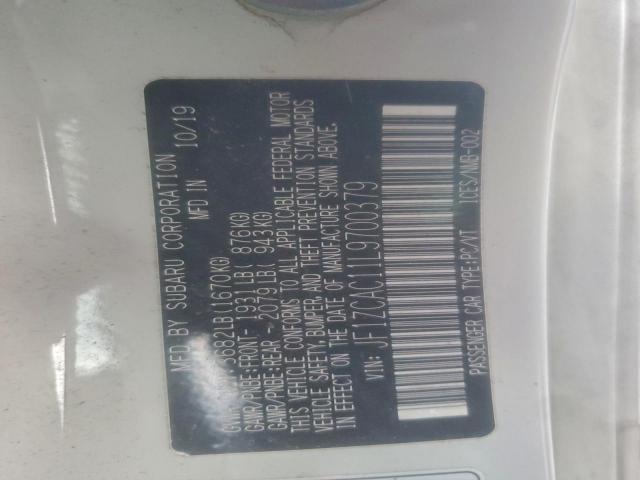 MFD BY SUBARU CORPORATION
MFD IN 10/19
3682LB(1670KG)
GAWR/PNBE:FRONT- 1931LB 876KG
GAWR/PNBE:REAR -2079LB( 943KG)
THIS VEHICLE CONFORMS TO ALL APPLICABLE FEDERAL MOTOR
VEHICLE SAFETY,BUMPER, AND THEFT PREVENTION STANDARDS
IN EFFECT ON THE DATE OF MANUFACTURE SHOWN ABOVE.
VIN: JF1ZCAC11L9700379
PASSENGER CAR TYPE:PC/VT ICES/NMB-002